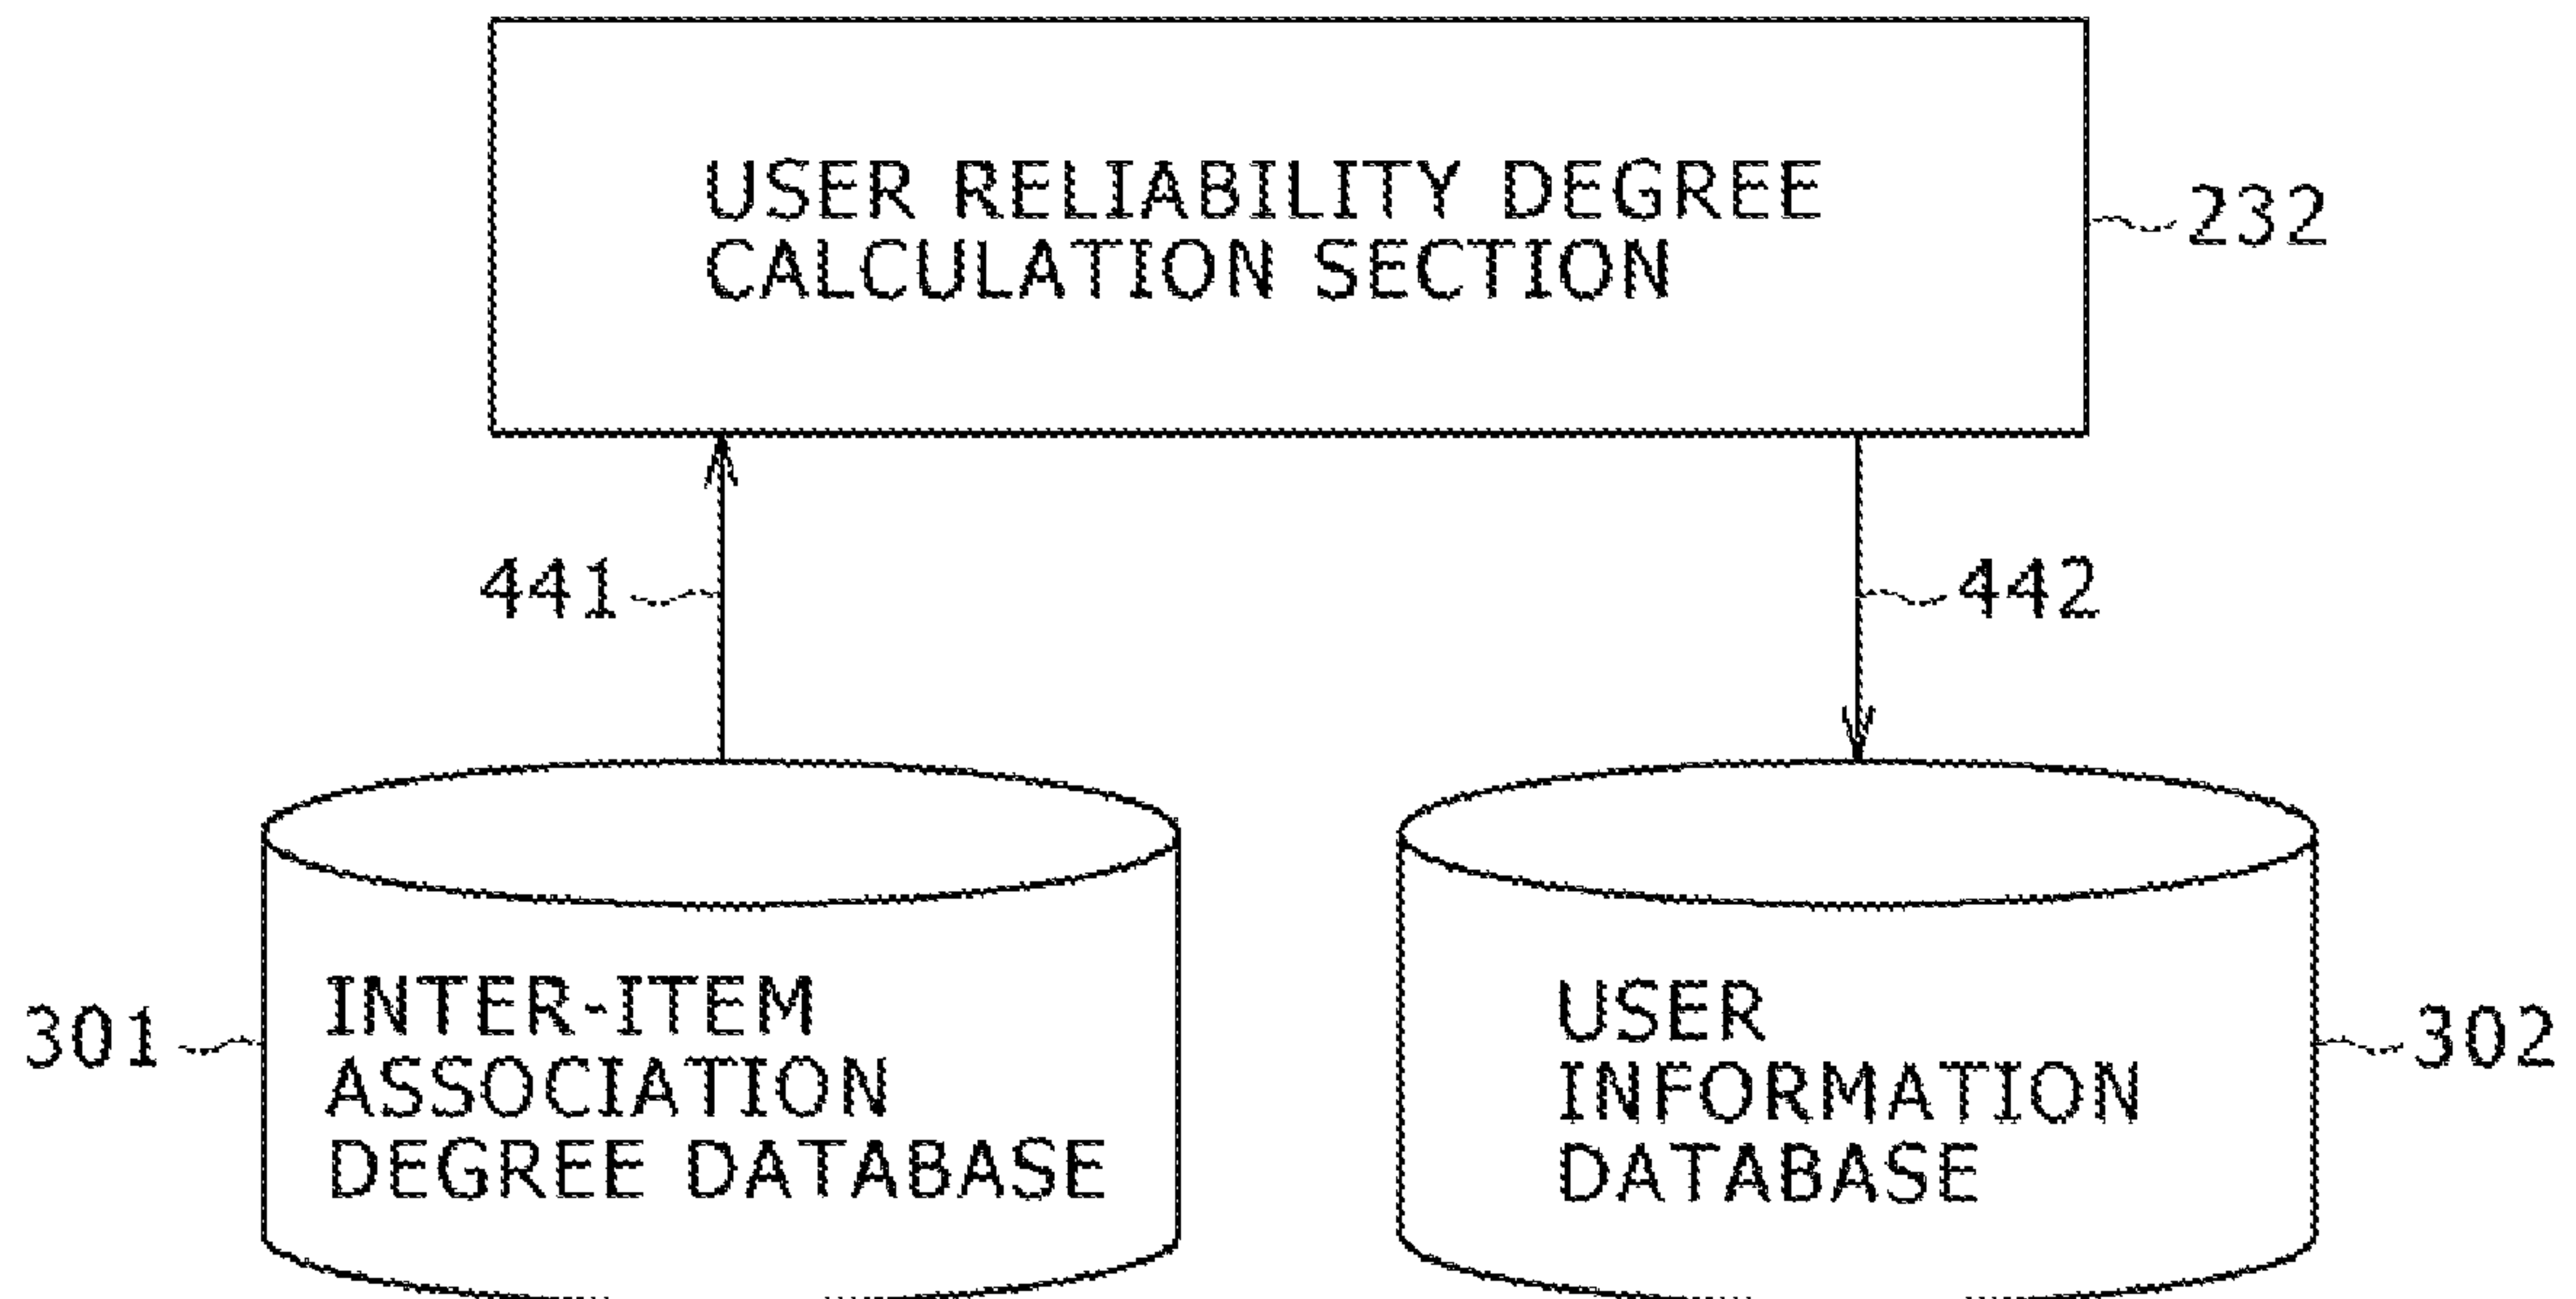 USER RELIABILITY DEGREE
CALCULATION SECTION
232
441
442
301
INTER-ITEM
ASSOCIATION
DEGREE DATABASE
USER
INFORMATION
DATABASE
302